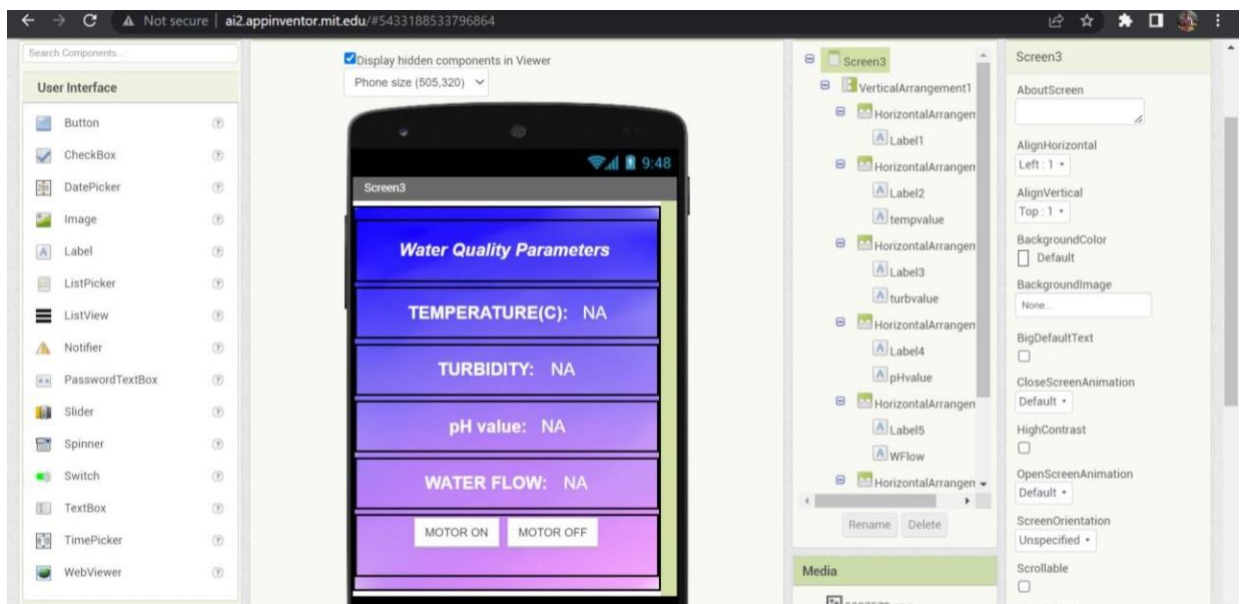 Not secure | ai2.appinventor.mit.edu/#5433188533796864
Search Components...
User Interface
Button
CheckBox
DatePicker
Image
Label
ListPicker
ListView
Notifier
PasswordTextBox
Slider
Spinner
Switch
TextBox
TimePicker
WebViewer
Display hidden components in Viewer
Phone size (505,320)
9:48
Screen3
Water Quality Parameters
TEMPERATURE(C): NA
TURBIDITY: NA
pH value: NA
WATER FLOW: NA
MOTOR ON MOTOR OFF
Screen3
VerticalArrangement1
HorizontalArrangen
Label1
HorizontalArrangen
Label2
tempvalue
HorizontalArrangen
Label3
turbvalue
HorizontalArrangen
Label4
pHvalue
HorizontalArrangen
Label5
WFlow
HorizontalArrangen
Rename Delete
Media
Screen3
AboutScreen
AlignHorizontal
Left : 1
AlignVertical
Top : 1
BackgroundColor
Default
BackgroundImage
None...
BigDefaultText
CloseScreenAnimation
Default
HighContrast
OpenScreenAnimation
Default
ScreenOrientation
Unspecified
Scrollable